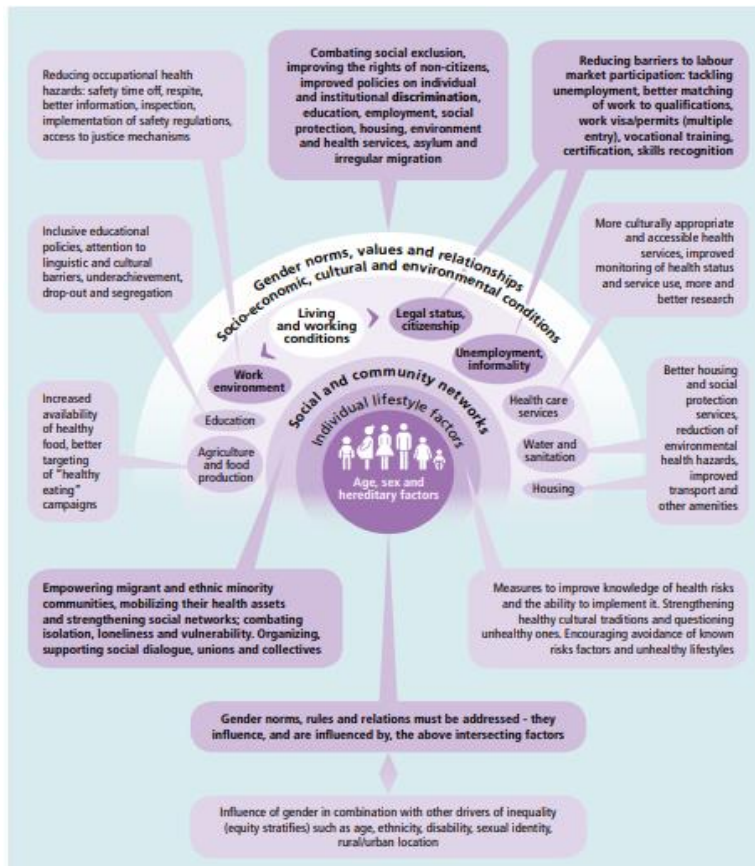 Combating social exclusion,
improving the rights of non-citizens,
improved policies on individual
and institutional discrimination,
education, employment, social
protection, housing, environment
and health services, asylum and
irregular migration
Reducing barriers to labour
market participation: tackling
unemployment, better matching
of work to qualifications,
work visa/permits (multiple
entry), vocational training,
certification, skills recognition
Reducing occupational health
hazards: safety time off, respite,
better information, inspection,
implementation of safety regulations,
access to justice mechanisms
Inclusive educational
policies, attention to
linguistic and cultural
barriers, underachievement,
drop-out and segregation
More culturally appropriate
and accessible health
services, improved
monitoring of health status
and service use, more and
better research
Gender norms, values and relationships
Socio-economic, cultural and environmental conditions
Living
and working
conditions
Legal status,
citizenship
Unemployment,
informality
Work
environment
Education
Agriculture
and food
production
Health care
services
Water and
sanitation
Housing
Social and community networks
Individual lifestyle factors
Age, sex and
hereditary factors
Increased
availability
of healthy
food, better
targeting
of "healthy
eating"
campaigns
Better housing
and social
protection
services,
reduction of
environmental
health hazards,
improved
transport and
other amenities
Empowering migrant and ethnic minority
communities, mobilizing their health assets
and strengthening social networks; combating
isolation, loneliness and vulnerability. Organizing,
supporting social dialogue, unions and collectives
Measures to improve knowledge of health risks
and the ability to implement it. Strengthening
healthy cultural traditions and questioning
unhealthy ones. Encouraging avoidance of known
risks factors and unhealthy lifestyles
Gender norms, rules and relations must be addressed - they
influence, and are influenced by, the above intersecting factors
Influence of gender in combination with other drivers of inequality
(equity stratifies) such as age, ethnicity, disability, sexual identity,
rural/urban location